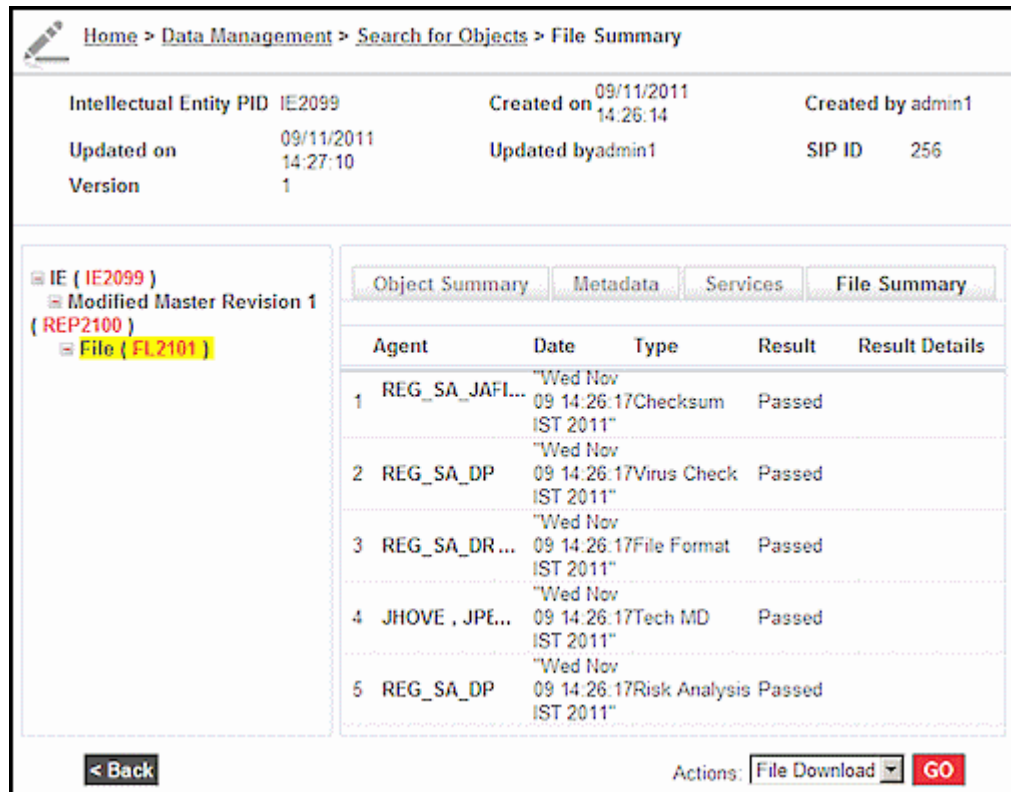 Home > Data Management > Search for Objects > File Summary
Intellectual Entity PID IE2099 Created on 09/11/2011 14:26:14 Created by admin1
Updated on 09/11/2011 14:27:10 Updated by admin1 SIP ID 256
Version 1
IE ( IE2099 )
Modified Master Revision 1
( REP2100 )
File ( FL2101 )
Object Summary Metadata Services File Summary
Agent Date Type Result Result Details
1 REG_SA_JAFI... "Wed Nov 09 14:26:17 IST 2011" Checksum Passed
2 REG_SA_DP "Wed Nov 09 14:26:17 IST 2011" Virus Check Passed
3 REG_SA_DR... "Wed Nov 09 14:26:17 IST 2011" File Format Passed
4 JHOVE , JPE... "Wed Nov 09 14:26:17 IST 2011" Tech MD Passed
5 REG_SA_DP "Wed Nov 09 14:26:17 IST 2011" Risk Analysis Passed
< Back
Actions: File Download GO